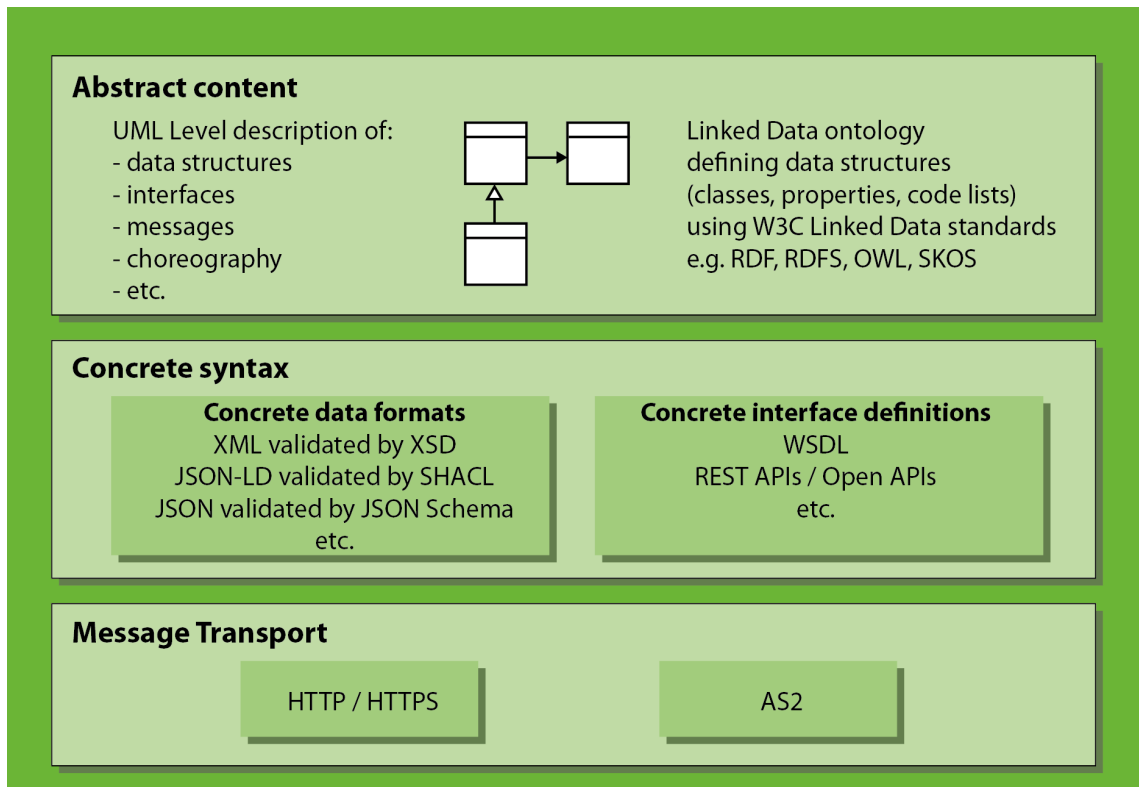 Abstract content
UML Level description of:
- data structures
- interfaces
- messages
- choreography
- etc.
Linked Data ontology
defining data structures
(classes, properties, code lists)
using W3C Linked Data standards
e.g. RDF, RDFS, OWL, SKOS
Concrete syntax
Concrete data formats
XML validated by XSD
JSON-LD validated by SHACL
JSON validated by JSON Schema
etc.
Concrete interface definitions
WSDL
REST APIs / Open APIs
etc.
Message Transport
HTTP / HTTPS
AS2